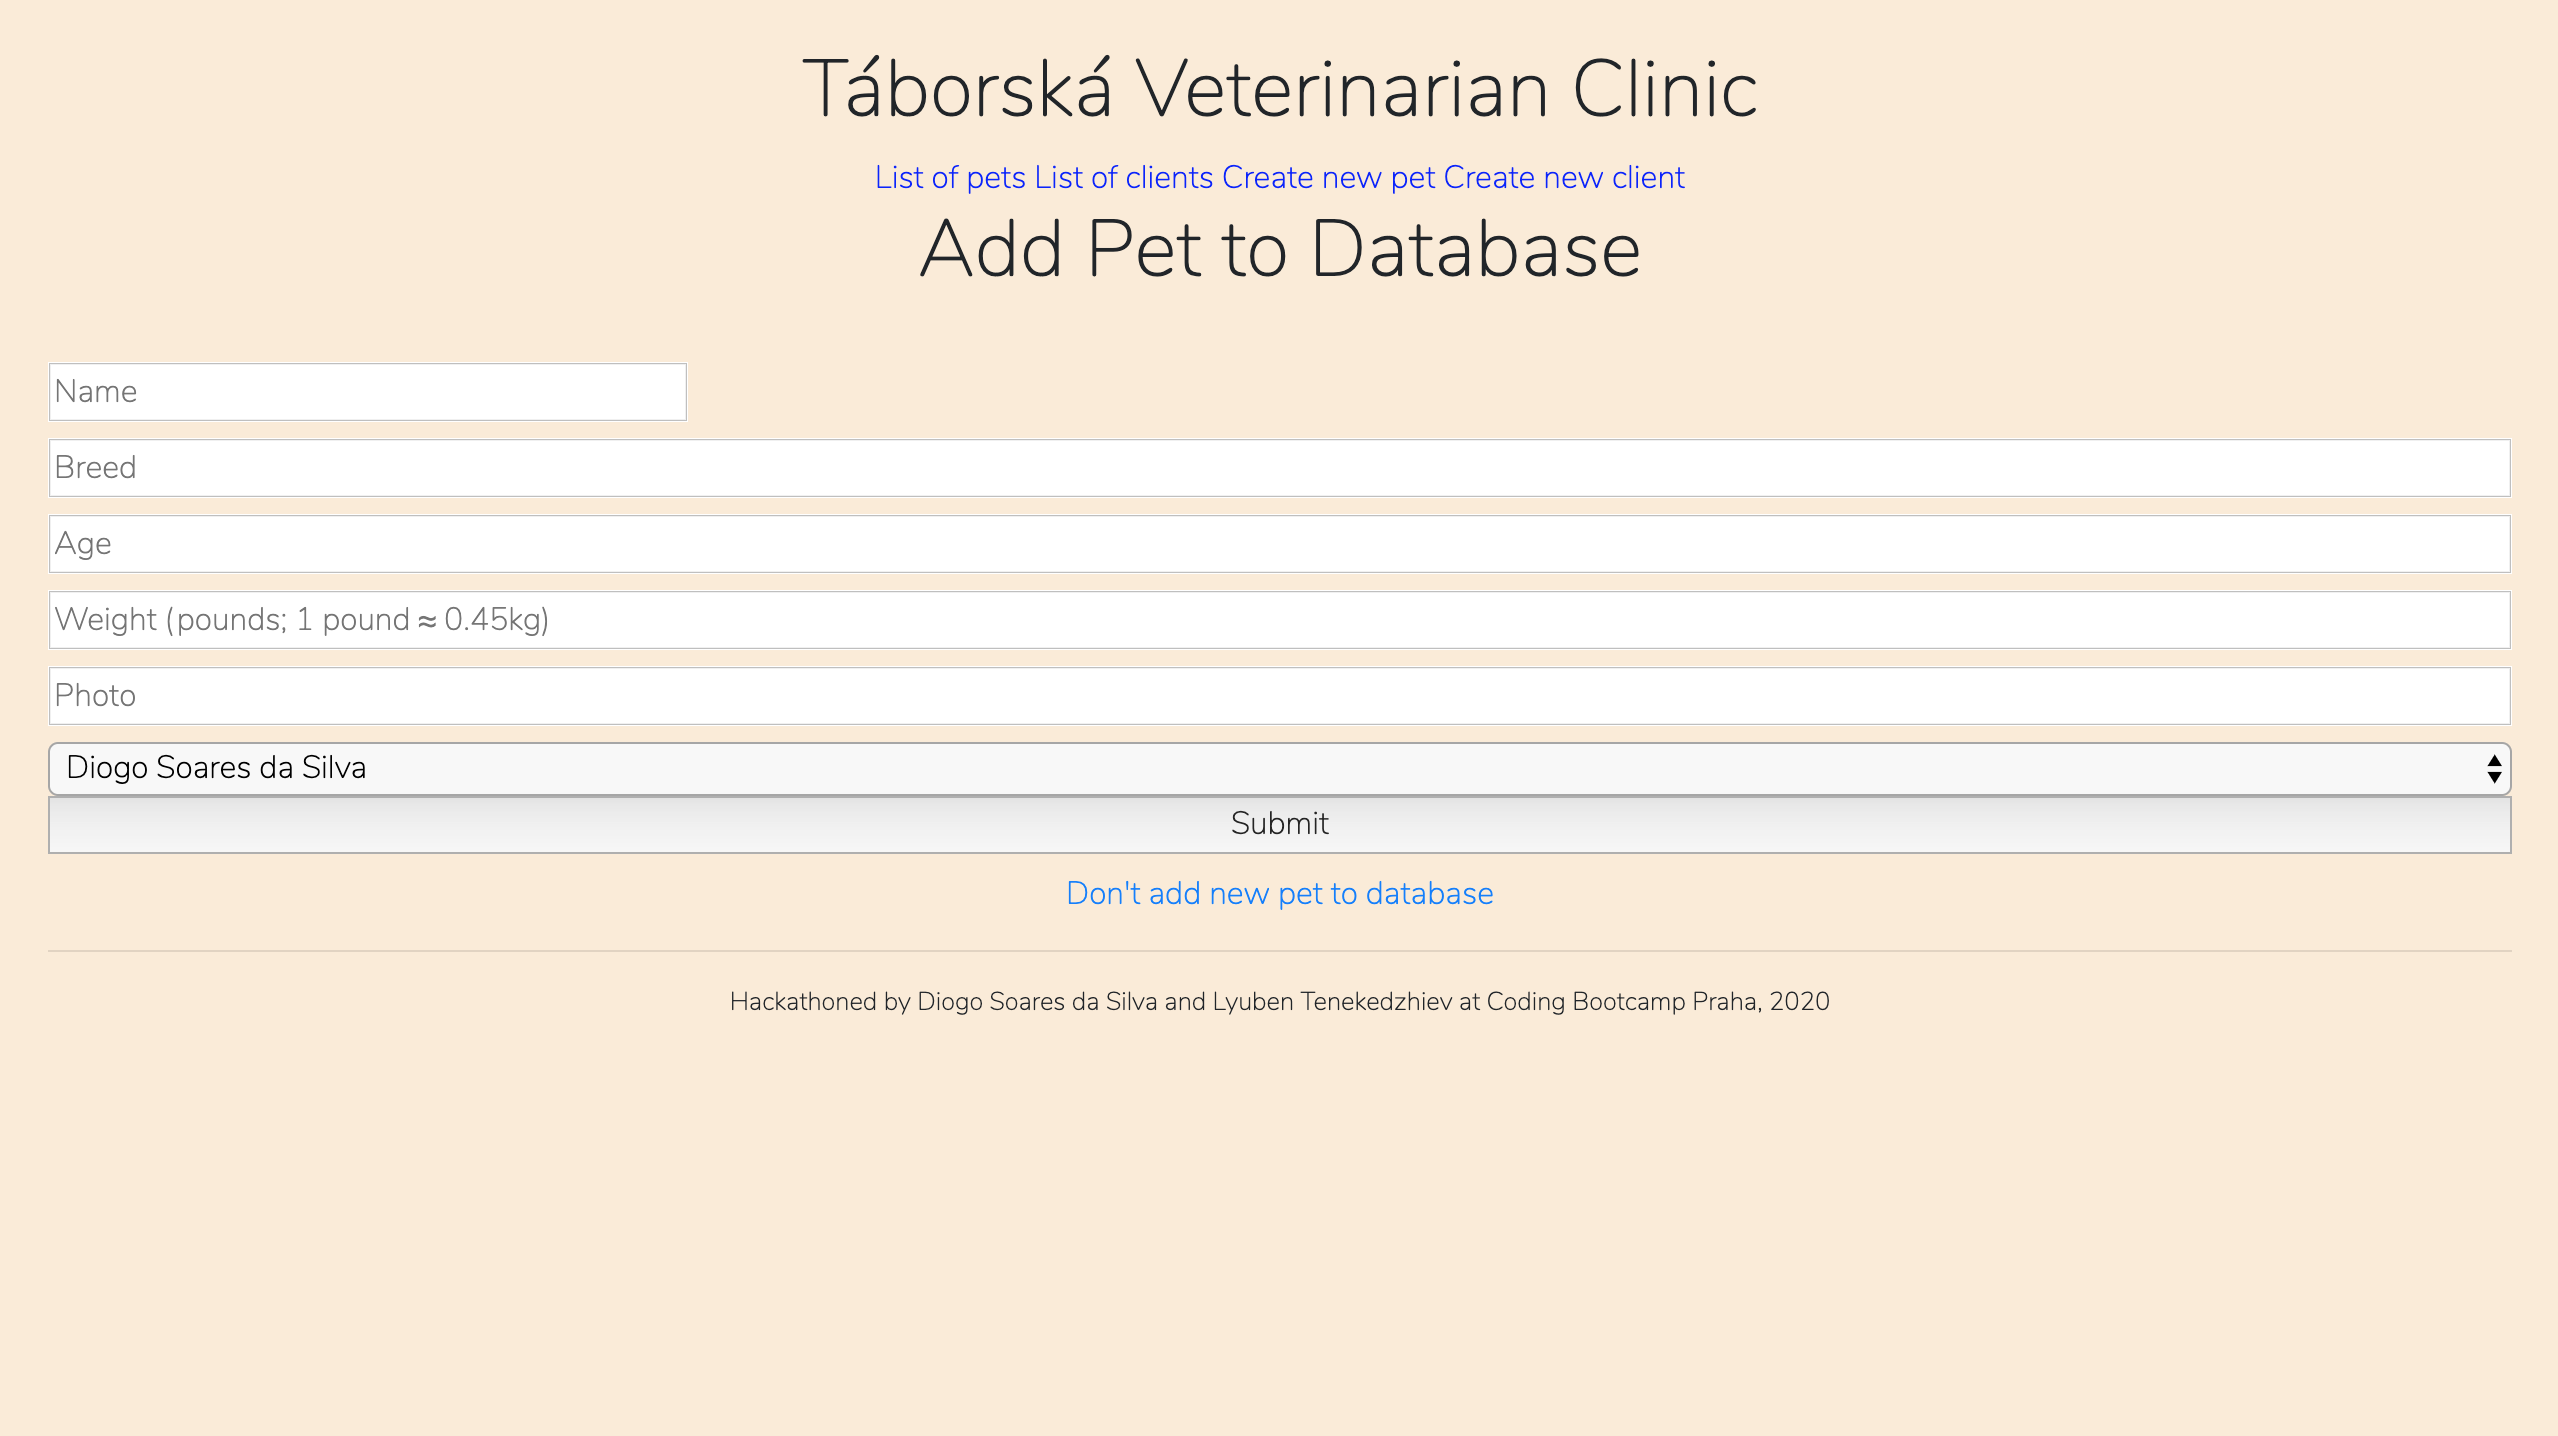 Táborská Veterinarian Clinic
List of pets List of clients Create new pet Create new client
Add Pet to Database
Name
Breed
Age
Weight (pounds; 1 pound ≈ 0.45kg)
Photo
Diogo Soares da Silva
Submit
Don't add new pet to database
Hackathoned by Diogo Soares da Silva and Lyuben Tenekedzhiev at Coding Bootcamp Praha, 2020